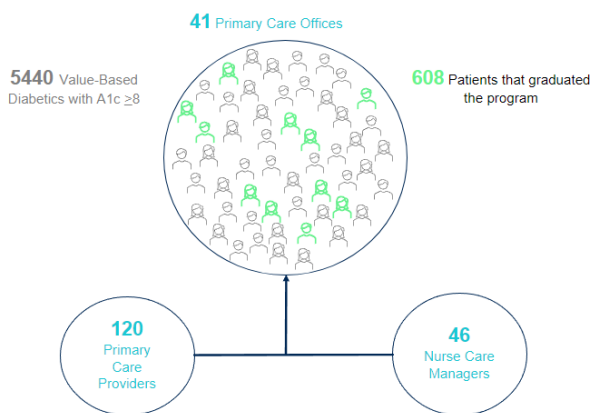 41 Primary Care Offices
5440 Value-Based
Diabetics with A1c ≥8
608 Patients that graduated
the program
120
Primary
Care
Providers
46
Nurse Care
Managers